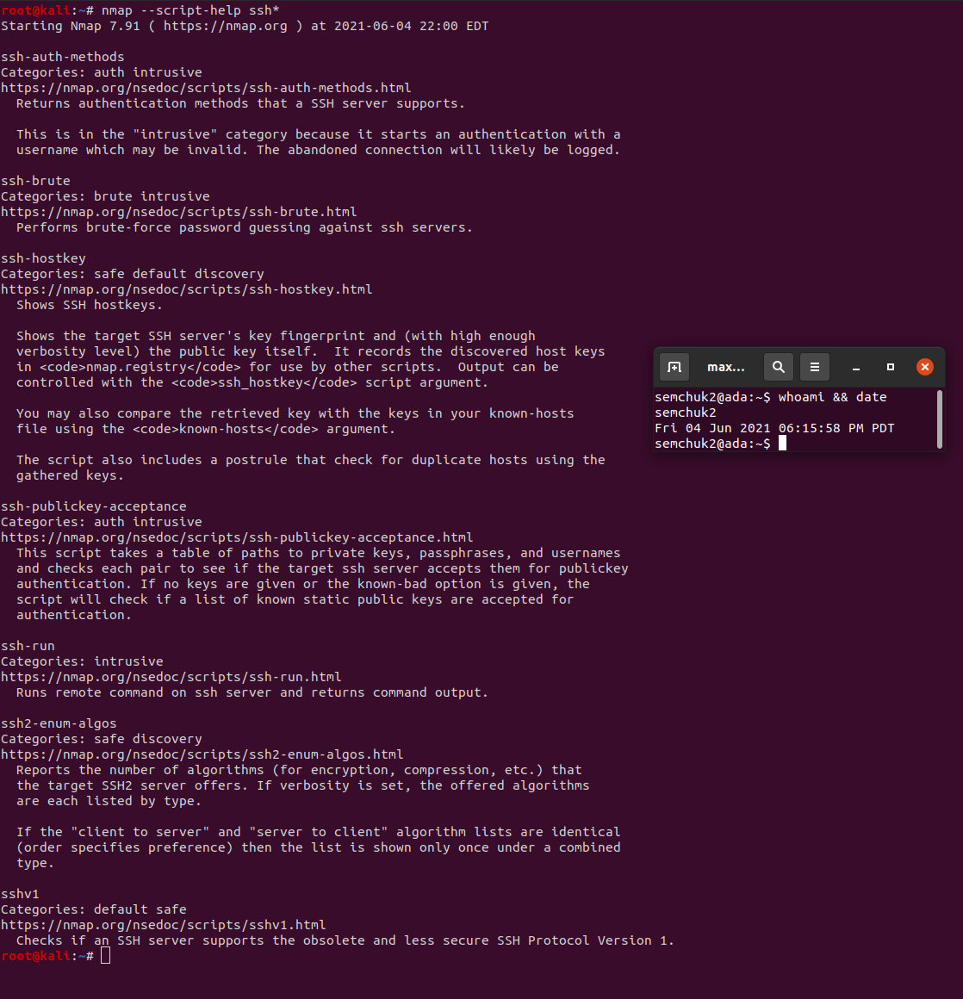 root@kali:~# nmap --script-help ssh*
Starting Nmap 7.91 ( https://nmap.org ) at 2021-06-04 22:00 EDT

ssh-auth-methods
Categories: auth intrusive
https://nmap.org/nsedoc/scripts/ssh-auth-methods.html
  Returns authentication methods that a SSH server supports.

  This is in the "intrusive" category because it starts an authentication with a
  username which may be invalid. The abandoned connection will likely be logged.

ssh-brute
Categories: brute intrusive
https://nmap.org/nsedoc/scripts/ssh-brute.html
  Performs brute-force password guessing against ssh servers.

ssh-hostkey
Categories: safe default discovery
https://nmap.org/nsedoc/scripts/ssh-hostkey.html
  Shows SSH hostkeys.

  Shows the target SSH server's key fingerprint and (with high enough
  verbosity level) the public key itself.  It records the discovered host keys
  in <code>nmap.registry</code> for use by other scripts.  Output can be
  controlled with the <code>ssh_hostkey</code> script argument.

  You may also compare the retrieved key with the keys in your known-hosts
  file using the <code>known-hosts</code> argument.

  The script also includes a postrule that check for duplicate hosts using the
  gathered keys.

ssh-publickey-acceptance
Categories: auth intrusive
https://nmap.org/nsedoc/scripts/ssh-publickey-acceptance.html
  This script takes a table of paths to private keys, passphrases, and usernames
  and checks each pair to see if the target ssh server accepts them for publickey
  authentication. If no keys are given or the known-bad option is given, the
  script will check if a list of known static public keys are accepted for
  authentication.

ssh-run
Categories: intrusive
https://nmap.org/nsedoc/scripts/ssh-run.html
  Runs remote command on ssh server and returns command output.

ssh2-enum-algos
Categories: safe discovery
https://nmap.org/nsedoc/scripts/ssh2-enum-algos.html
  Reports the number of algorithms (for encryption, compression, etc.) that
  the target SSH2 server offers. If verbosity is set, the offered algorithms
  are each listed by type.

  If the "client to server" and "server to client" algorithm lists are identical
  (order specifies preference) then the list is shown only once under a combined
  type.

sshv1
Categories: default safe
https://nmap.org/nsedoc/scripts/sshv1.html
  Checks if an SSH server supports the obsolete and less secure SSH Protocol Version 1.
root@kali:~#
max...
semchuk2@ada:~$ whoami && date
semchuk2
Fri 04 Jun 2021 06:15:58 PM PDT
semchuk2@ada:~$